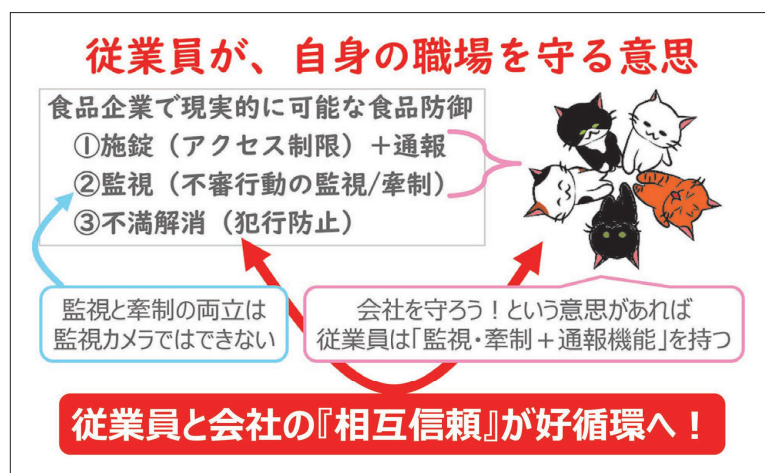 従業員が、自身の職場を守る意思
食品企業で現実的に可能な食品防御
①施錠（アクセス制限）＋通報
②監視（不審行動の監視/牽制）
③不満解消（犯行防止）
監視と牽制の両立は
監視カメラではできない
会社を守ろう！という意思があれば
従業員は｢監視・牽制＋通報機能｣を持つ
従業員と会社の『相互信頼』が好循環へ！